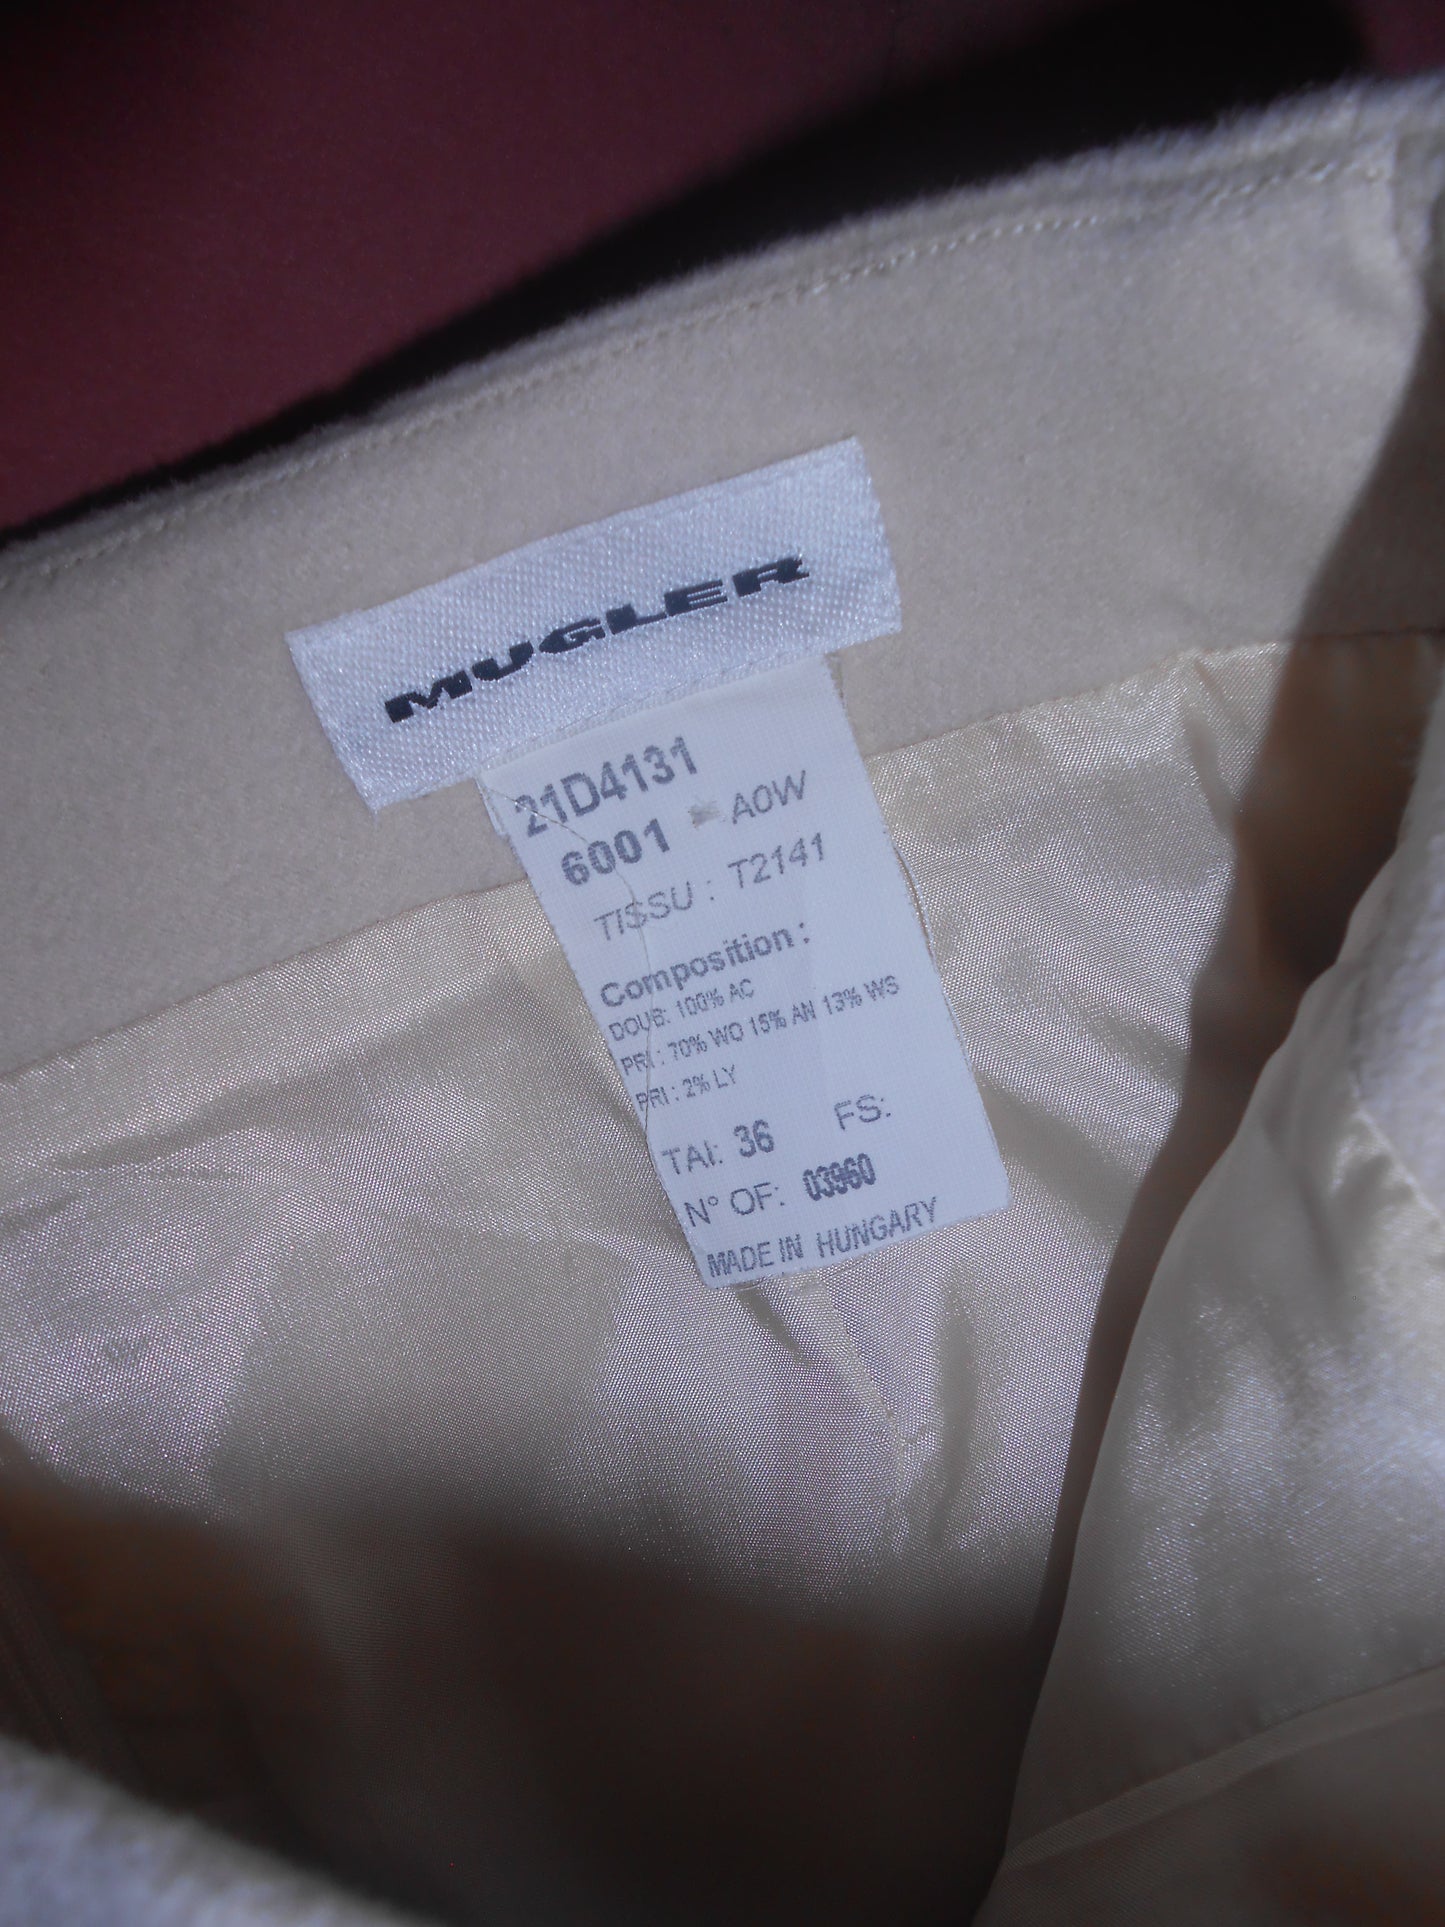 MUGLER
21D4131
6001 A0W
TISSU : T2141
Composition :
DOUB: 100% AC
PRI : 70% WO 15% AN 13% WS
PRI : 2% LY
TAI: 36 FS:
N° OF: 03960
MADE IN HUNGARY